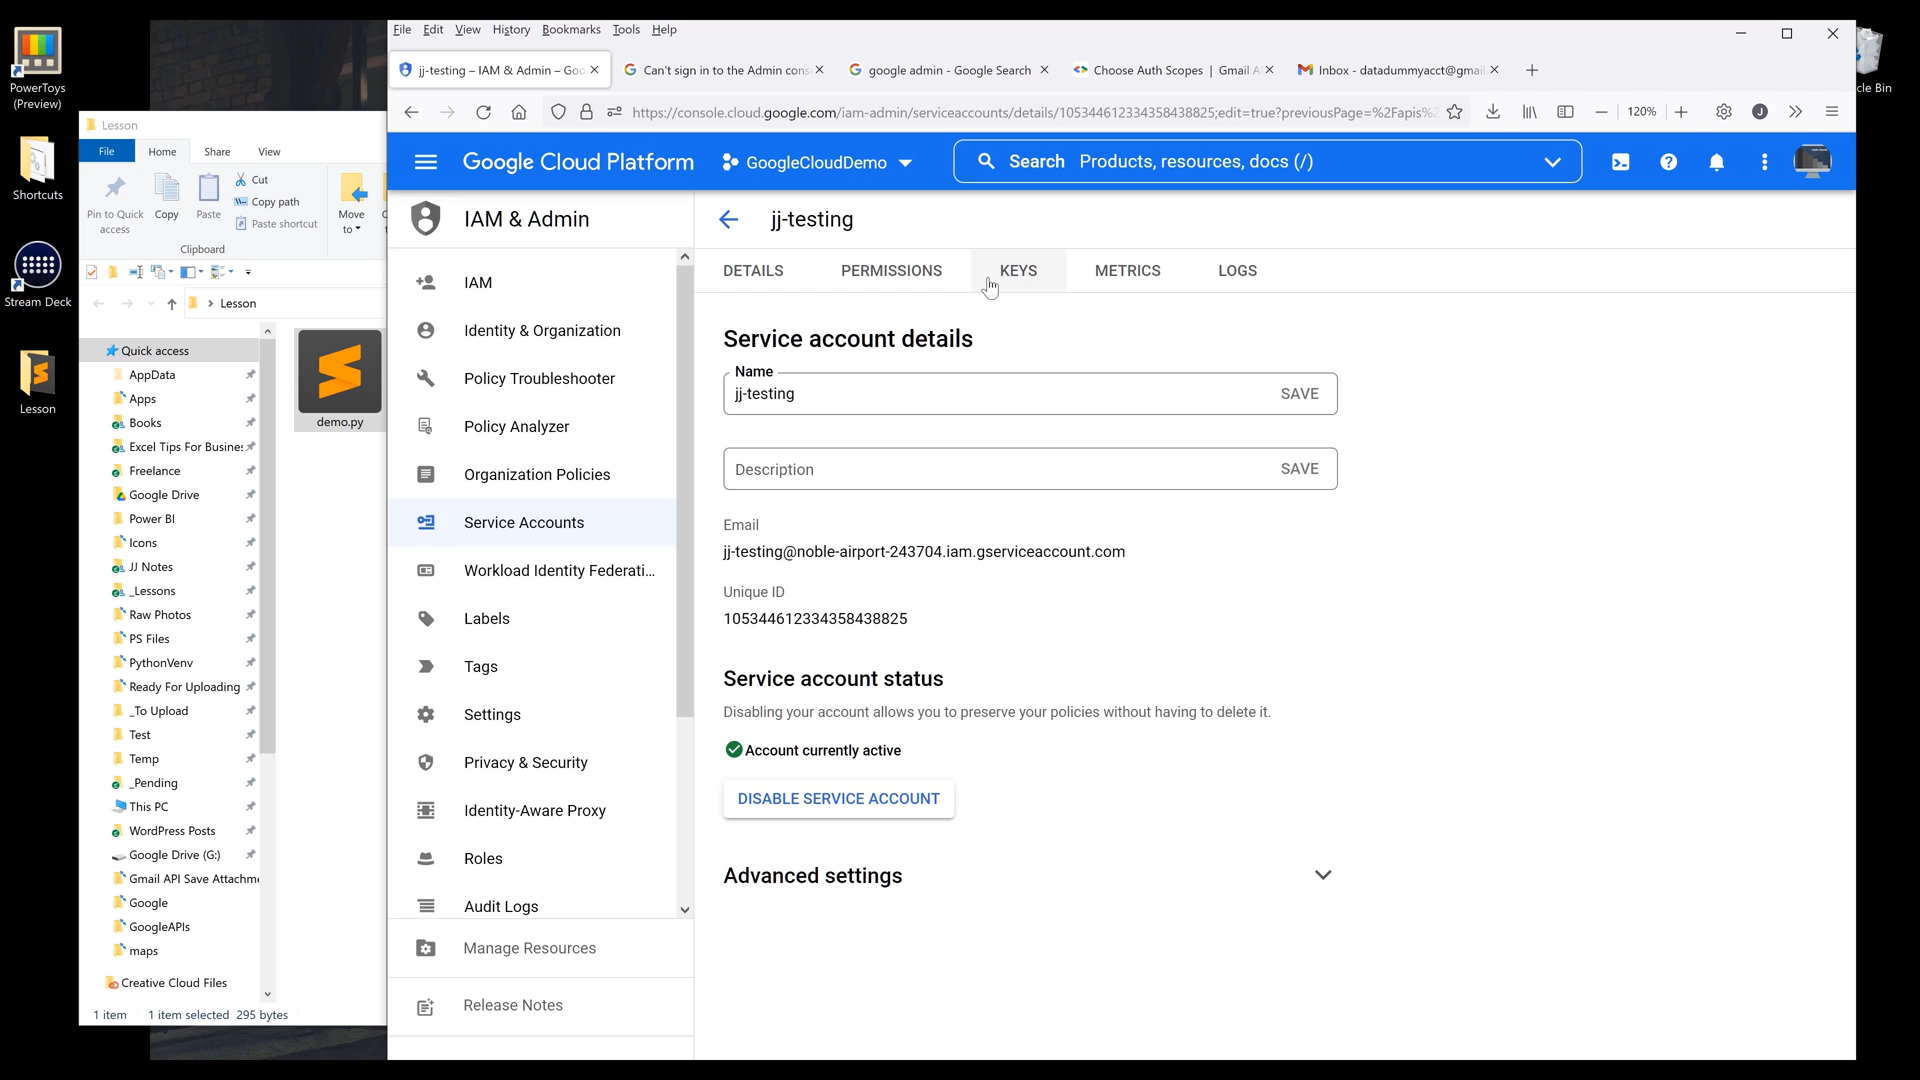 PowerToys
(Preview)
Shortcuts
Stream Deck
Lesson
cle Bin
Lesson
File
Home
Share
View
Pin to Quick
access
Copy
Paste
Cut
Copy path
Paste shortcut
Move
to
Clipboard
Lesson
Quick access
AppData
Apps
Books
Excel Tips For Busines
Freelance
Google Drive
Power BI
Icons
JJ Notes
_Lessons
Raw Photos
PS Files
PythonVenv
Ready For Uploading
_To Upload
Test
Temp
_Pending
This PC
WordPress Posts
Google Drive (G:)
Gmail API Save Attachme
Google
GoogleAPIs
maps
Creative Cloud Files
demo.py
1 item
1 item selected 295 bytes
File Edit View History Bookmarks Tools Help
jj-testing – IAM & Admin – Goo
Can't sign in to the Admin cons
google admin - Google Search
Choose Auth Scopes | Gmail A
Inbox - datadummyacct@gmai
https://console.cloud.google.com/iam-admin/serviceaccounts/details/105344612334358438825;edit=true?previousPage=%2Fapis%2
120%
J
Google Cloud Platform
GoogleCloudDemo
Search Products, resources, docs (/)
IAM & Admin
IAM
Identity & Organization
Policy Troubleshooter
Policy Analyzer
Organization Policies
Service Accounts
Workload Identity Federati...
Labels
Tags
Settings
Privacy & Security
Identity-Aware Proxy
Roles
Audit Logs
Manage Resources
Release Notes
jj-testing
DETAILS
PERMISSIONS
KEYS
METRICS
LOGS
Service account details
Name
jj-testing
SAVE
Description
SAVE
Email
jj-testing@noble-airport-243704.iam.gserviceaccount.com
Unique ID
105344612334358438825
Service account status
Disabling your account allows you to preserve your policies without having to delete it.
Account currently active
DISABLE SERVICE ACCOUNT
Advanced settings